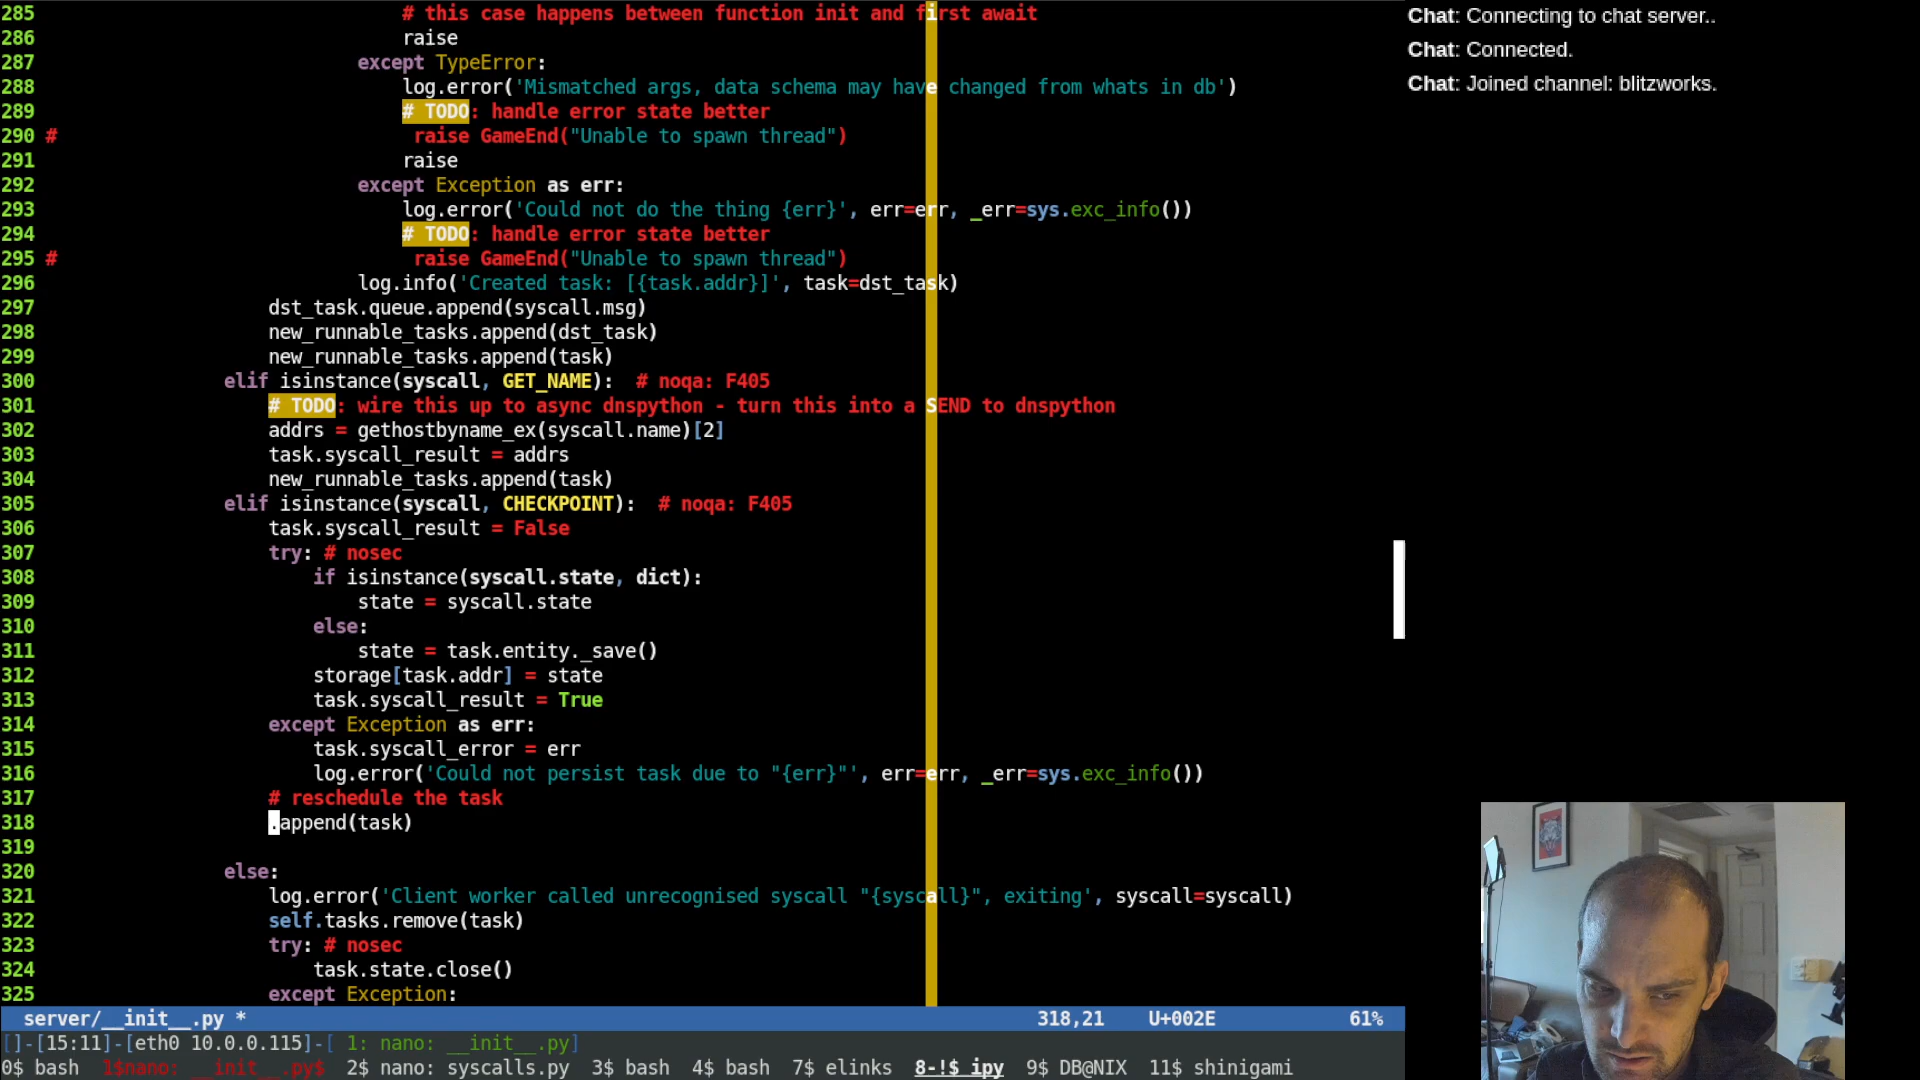 285 # this case happens between function init and first await
286 raise
287 except TypeError:
288 log.error('Mismatched args, data schema may have changed from whats in db')
289 # TODO: handle error state better
290 # raise GameEnd("Unable to spawn thread")
291 raise
292 except Exception as err:
293 log.error('Could not do the thing {err}', err=err, _err=sys.exc_info())
294 # TODO: handle error state better
295 # raise GameEnd("Unable to spawn thread")
296 log.info('Created task: [{task.addr}]', task=dst_task)
297 dst_task.queue.append(syscall.msg)
298 new_runnable_tasks.append(dst_task)
299 new_runnable_tasks.append(task)
300 elif isinstance(syscall, GET_NAME):  # noqa: F405
301 # TODO: wire this up to async dnspython - turn this into a SEND to dnspython
302 addrs = gethostbyname_ex(syscall.name)[2]
303 task.syscall_result = addrs
304 new_runnable_tasks.append(task)
305 elif isinstance(syscall, CHECKPOINT):  # noqa: F405
306 task.syscall_result = False
307 try: # nosec
308 if isinstance(syscall.state, dict):
309 state = syscall.state
310 else:
311 state = task.entity._save()
312 storage[task.addr] = state
313 task.syscall_result = True
314 except Exception as err:
315 task.syscall_error = err
316 log.error('Could not persist task due to "{err}"', err=err, _err=sys.exc_info())
317 # reschedule the task
318 .append(task)
319
320 else:
321 log.error('Client worker called unrecognised syscall "{syscall}", exiting', syscall=syscall)
322 self.tasks.remove(task)
323 try: # nosec
324 task.state.close()
325 except Exception:
server/__init__.py * 318,21 U+002E 61%
[]-[15:11]-[eth0 10.0.0.115]-[ 1: nano: __init__.py]
0$ bash 1$nano: __init__.py$ 2$ nano: syscalls.py 3$ bash 4$ bash 7$ elinks 8-!$ ipy 9$ DB@NIX 11$ shinigami
Chat: Connecting to chat server..
Chat: Connected.
Chat: Joined channel: blitzworks.